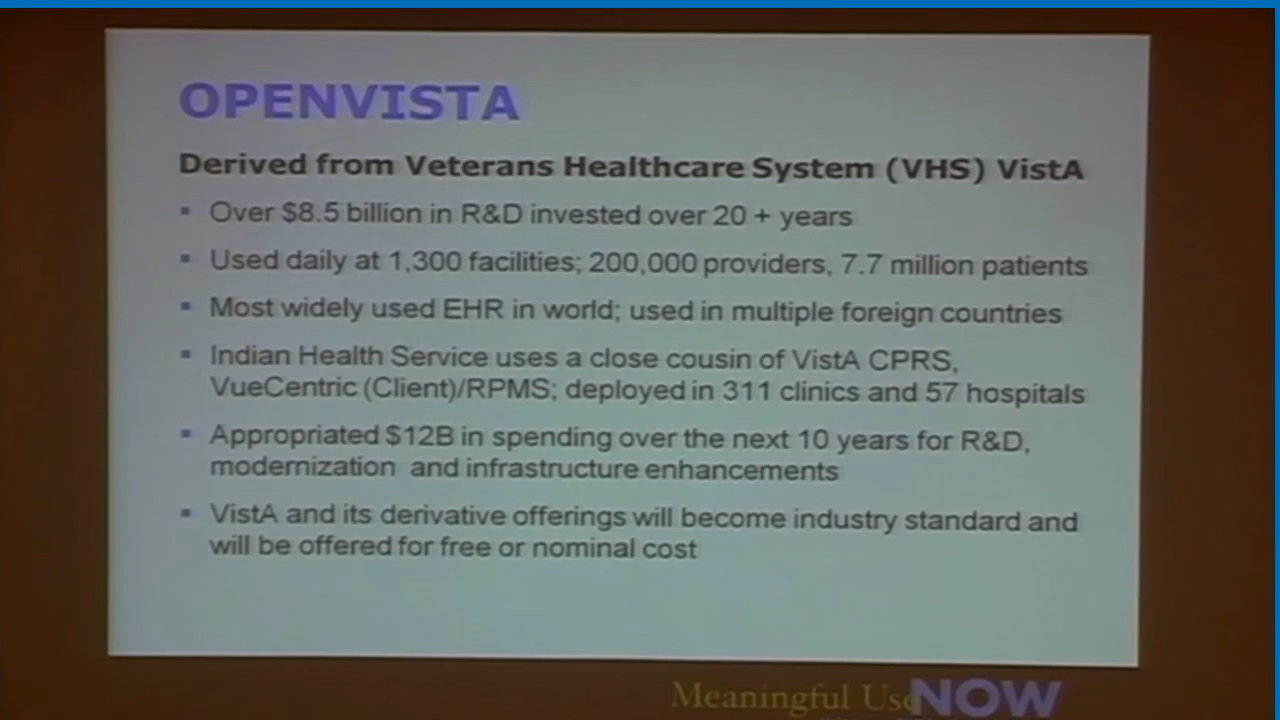 OPENVISTA
Derived from Veterans Healthcare System (VHS) VistA
▪ Over $8.5 billion in R&D invested over 20 + years
▪ Used daily at 1,300 facilities; 200,000 providers, 7.7 million patients
▪ Most widely used EHR in world; used in multiple foreign countries
▪ Indian Health Service uses a close cousin of VistA CPRS,
VueCentric (Client)/RPMS; deployed in 311 clinics and 57 hospitals
▪ Appropriated $12B in spending over the next 10 years for R&D,
modernization and infrastructure enhancements
▪ VistA and its derivative offerings will become industry standard and
will be offered for free or nominal cost
Meaningful Use NOW